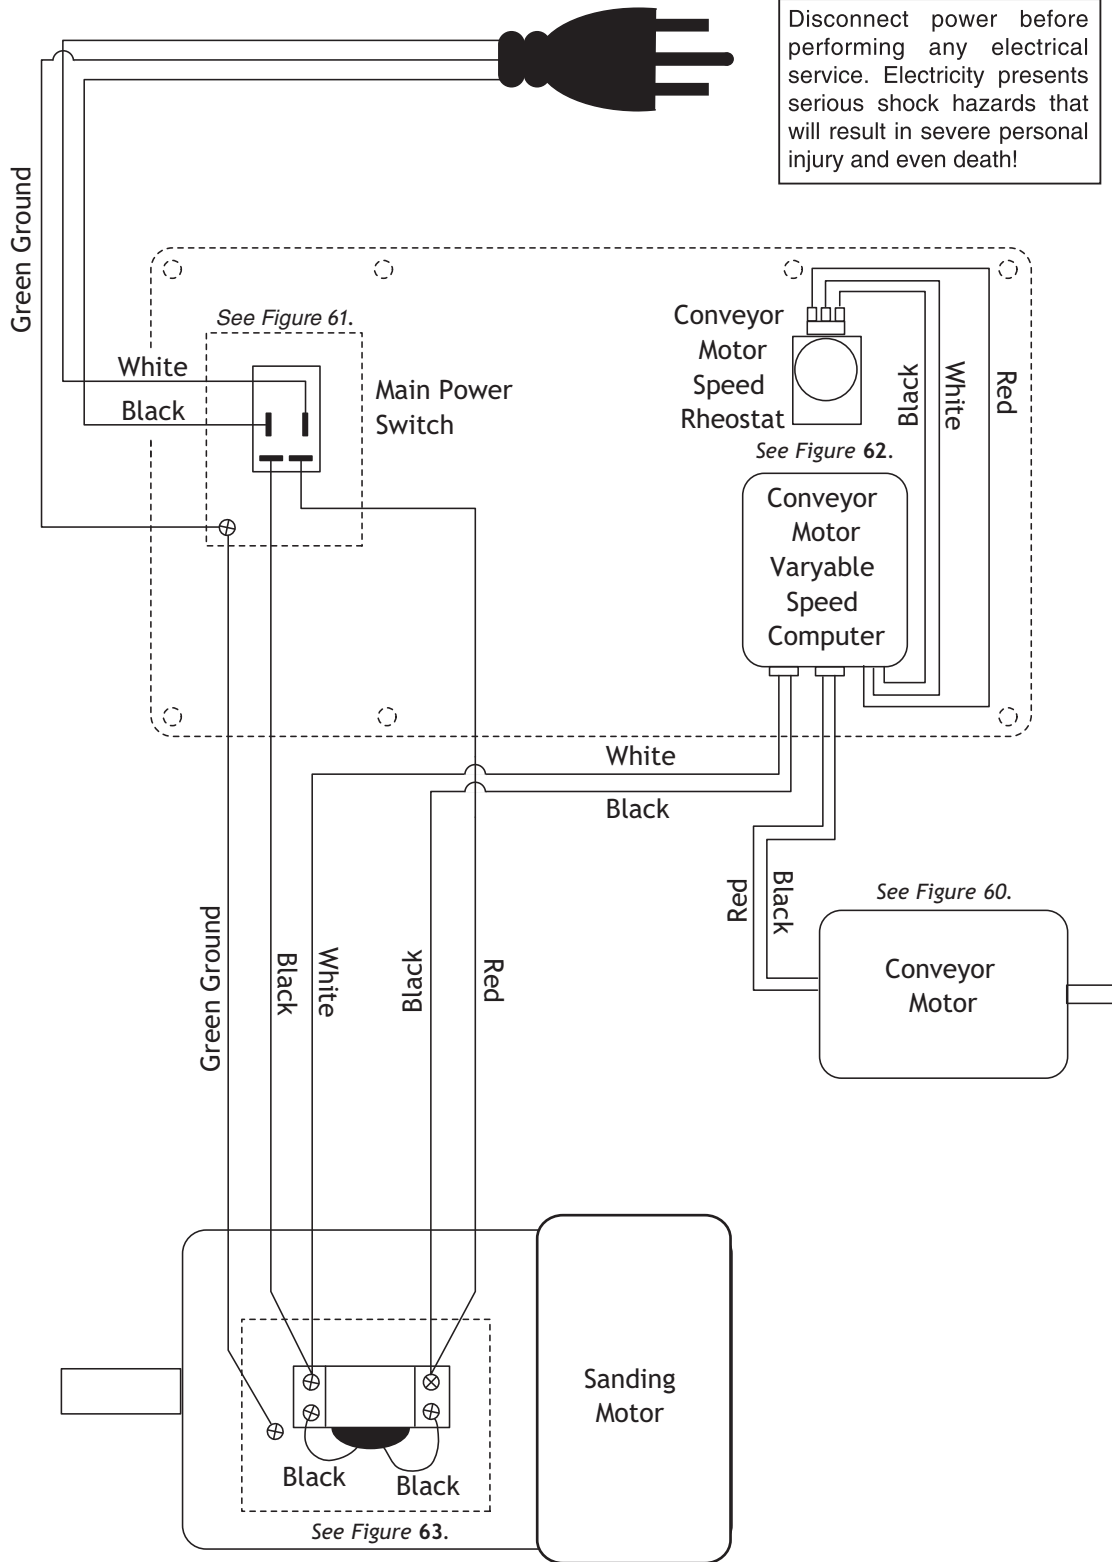 Disconnect power before
performing any electrical
service. Electricity presents
serious shock hazards that
will result in severe personal
injury and even death!
Green Ground
See Figure 61.
White
Black
Main Power
Switch
Conveyor
Motor
Speed
Rheostat
Black
White
Red
See Figure 62.
Conveyor
Motor
Varyable
Speed
Computer
White
Black
Red
Black
See Figure 60.
Conveyor
Motor
Green Ground
Black
White
Black
Red
Sanding
Motor
Black
Black
See Figure 63.